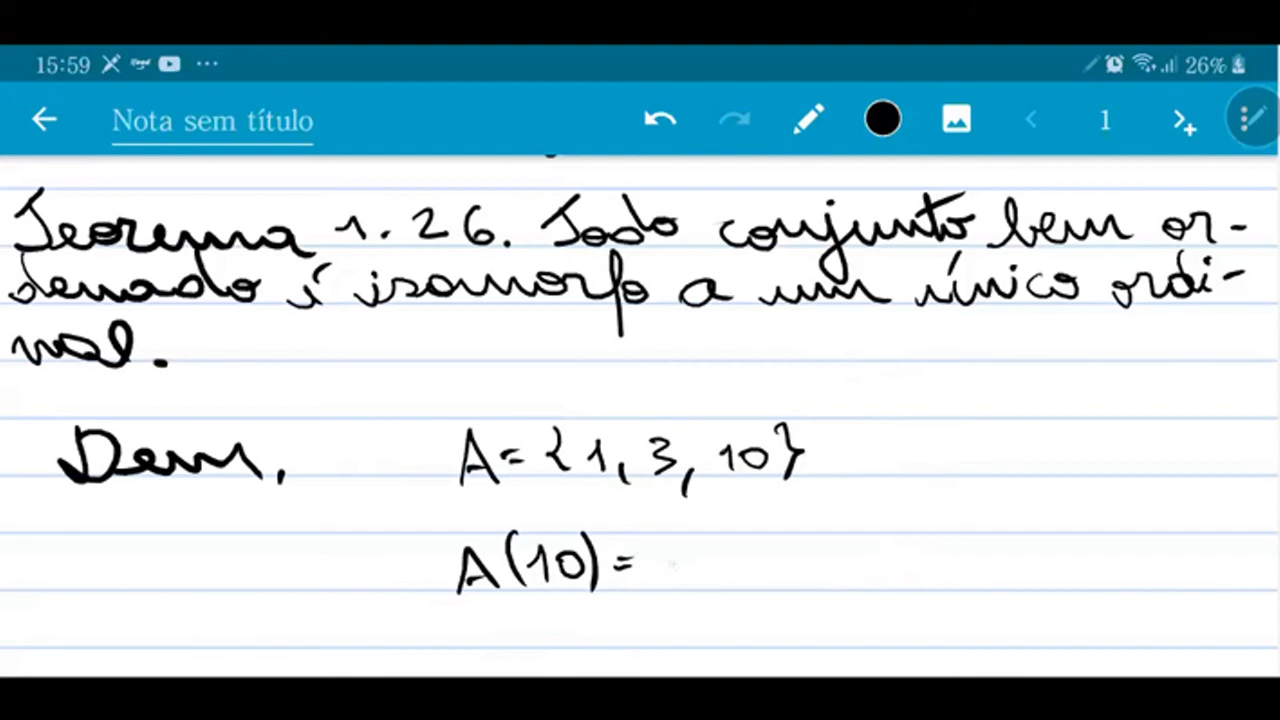 15:59 ... 26%
Nota sem título 1
Teorema 1.26. Todo conjunto bem or-
denado é isomorfo a um único ordi-
nal.
Dem. A={1, 3, 10}
A(10)=